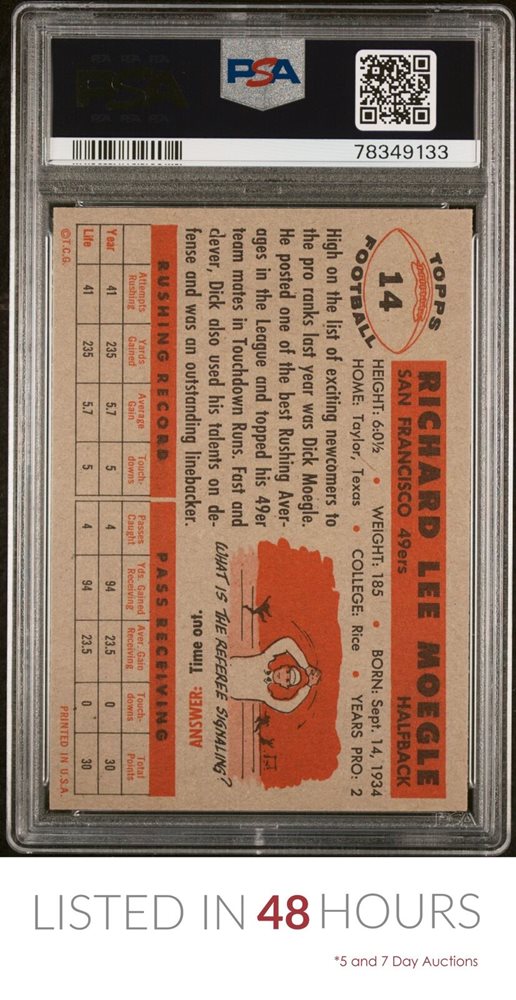 PSA
78349133
TOPPS
14
FOOTBALL
RICHARD LEE MOEGLE
SAN FRANCISCO 49ers HALFBACK
HEIGHT: 6:0½ • WEIGHT: 185 • BORN: Sept. 14, 1934
HOME: Taylor, Texas • COLLEGE: Rice • YEARS PRO: 2
High on the list of exciting newcomers to
the pro ranks last year was Dick Moegle.
He posted one of the best Rushing Aver-
ages in the League and topped his 49er
team mates in Touchdown Runs. Fast and
clever, Dick also used his talents on de-
fense and was an outstanding linebacker.
WHAT IS THE REFEREE SIGNALING?
ANSWER: Time out.
RUSHING RECORD PASS RECEIVING
Attempts Rushing Yards Gained Average Gain Touch-downs Passes Caught Yds. Gained Receiving Aver. Gain Receiving Touch-downs Total Points
Year 41 235 5.7 5 4 94 23.5 0 30
Life 41 235 5.7 5 4 94 23.5 0 30
©T.C.G. PRINTED IN U.S.A.
PSA
LISTED IN 48 HOURS
*5 and 7 Day Auctions